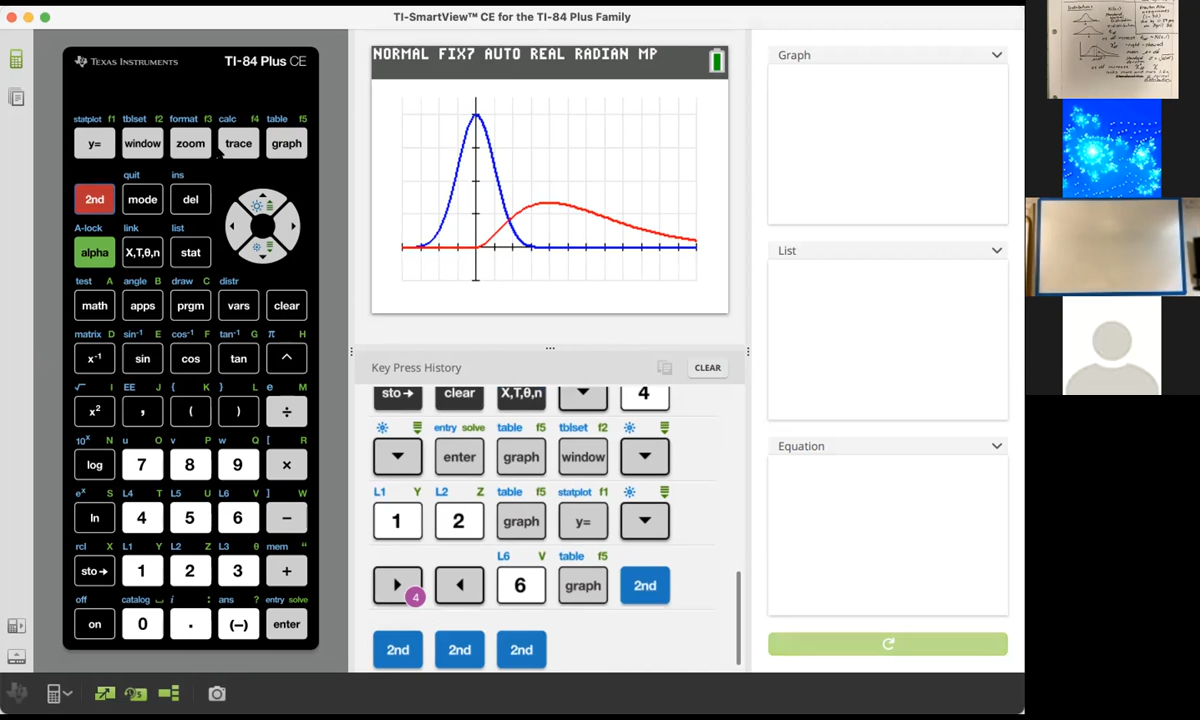 TI-SmartView™ CE for the TI-84 Plus Family
TEXAS INSTRUMENTS TI-84 Plus CE
statplot f1 tblset f2 format f3 calc f4 table f5
y= window zoom trace graph
quit ins
2nd mode del
A-lock link list
alpha X,T,θ,n stat
test A angle B draw C distr
math apps prgm vars clear
matrix D sin⁻¹ E cos⁻¹ F tan⁻¹ G π H
x⁻¹ sin cos tan ^
√ I EE J { K } L e M
x² , ( ) ÷
10ˣ N u O v P w Q [ R
log 7 8 9 ×
eˣ S L4 T L5 U L6 V ] W
ln 4 5 6 −
rcl X L1 Y L2 Z L3 θ mem “
sto→ 1 2 3 +
off catalog ⎵ i : ans ? entry solve
on 0 . (−) enter
NORMAL FIX7 AUTO REAL RADIAN MP
Key Press History
CLEAR
sto→ clear X,T,θ,n 4
entry solve table f5 tblset f2
enter graph window
L1 Y L2 Z table f5 statplot f1
1 2 graph y=
L6 V table f5
4 6 graph 2nd
2nd 2nd 2nd
Graph
List
Equation